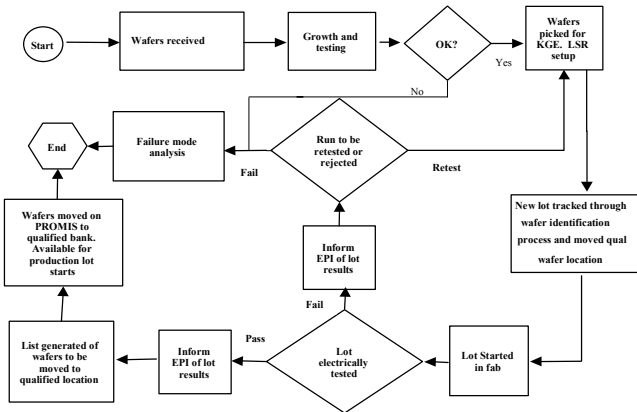 Start
Wafers received
Growth and
testing
OK?
Yes
Wafers
picked for
KGE.  LSR
setup
No
End
Failure mode
analysis
Fail
Run to be
retested or
rejected
Retest
Wafers moved on
PROMIS to
qualified bank.
Available for
production lot
starts
Inform
EPI of lot
results
New lot tracked through
wafer identification
process and moved qual
wafer location
Fail
List generated of
wafers to be
moved to
qualified location
Inform
EPI of lot
results
Pass
Lot
electrically
tested
Lot Started
in fab